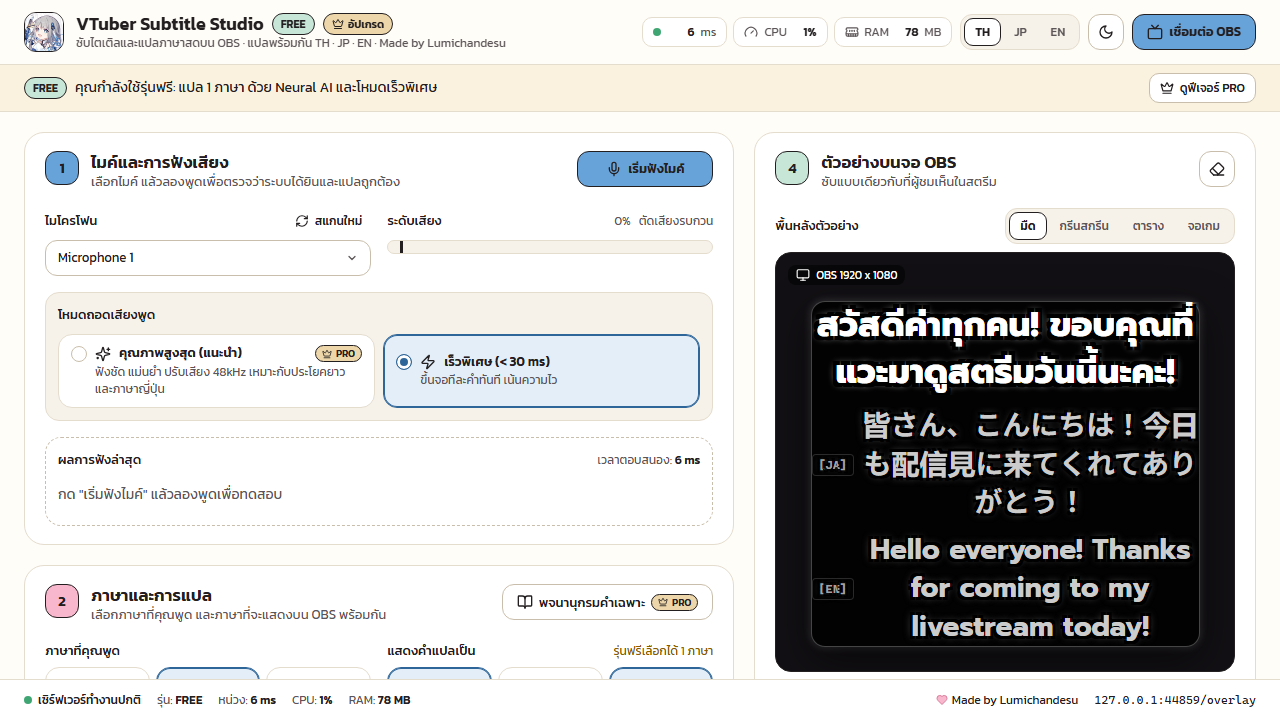 VTuber Subtitle Studio FREE อัปเกรด
ซับไตเติลและแปลภาษาสดบน OBS · แปลพร้อมกัน TH · JP · EN · Made by Lumichandesu
6 ms
CPU 1%
RAM 78 MB
TH JP EN
เชื่อมต่อ OBS
FREE คุณกำลังใช้รุ่นฟรี: แปล 1 ภาษา ด้วย Neural AI และโหมดเร็วพิเศษ
ดูฟีเจอร์ PRO
1 ไมค์และการฟังเสียง
เลือกไมค์ แล้วลองพูดเพื่อตรวจว่าระบบได้ยินและแปลถูกต้อง
เริ่มฟังไมค์
ไมโครโฟน สแกนใหม่
Microphone 1
ระดับเสียง 0% ตัดเสียงรบกวน
โหมดถอดเสียงพูด
คุณภาพสูงสุด (แนะนำ) PRO
ฟังชัด แม่นยำ ปรับเสียง 48kHz เหมาะกับประโยคยาว
และภาษาญี่ปุ่น
เร็วพิเศษ (< 30 ms)
ขึ้นจอทีละคำทันที เน้นความไว
ผลการฟังล่าสุด เวลาตอบสนอง: 6 ms
กด "เริ่มฟังไมค์" แล้วลองพูดเพื่อทดสอบ
2 ภาษาและการแปล
เลือกภาษาที่คุณพูด และภาษาที่จะแสดงบน OBS พร้อมกัน
พจนานุกรมคำเฉพาะ PRO
ภาษาที่คุณพูด
แสดงคำแปลเป็น รุ่นฟรีเลือกได้ 1 ภาษา
4 ตัวอย่างบนจอ OBS
ซับแบบเดียวกับที่ผู้ชมเห็นในสตรีม
พื้นหลังตัวอย่าง มืด กรีนสกรีน ตาราง จอเกม
OBS 1920 x 1080
สวัสดีค่าทุกคน! ขอบคุณที่
แวะมาดูสตรีมวันนี้นะคะ!
皆さん、こんにちは！今日
[JA] も配信見に来てくれてあり
がとう！
Hello everyone! Thanks
[EN] for coming to my
livestream today!
เซิร์ฟเวอร์ทำงานปกติ รุ่น: FREE หน่วง: 6 ms CPU: 1% RAM: 78 MB
Made by Lumichandesu 127.0.0.1:44859/overlay